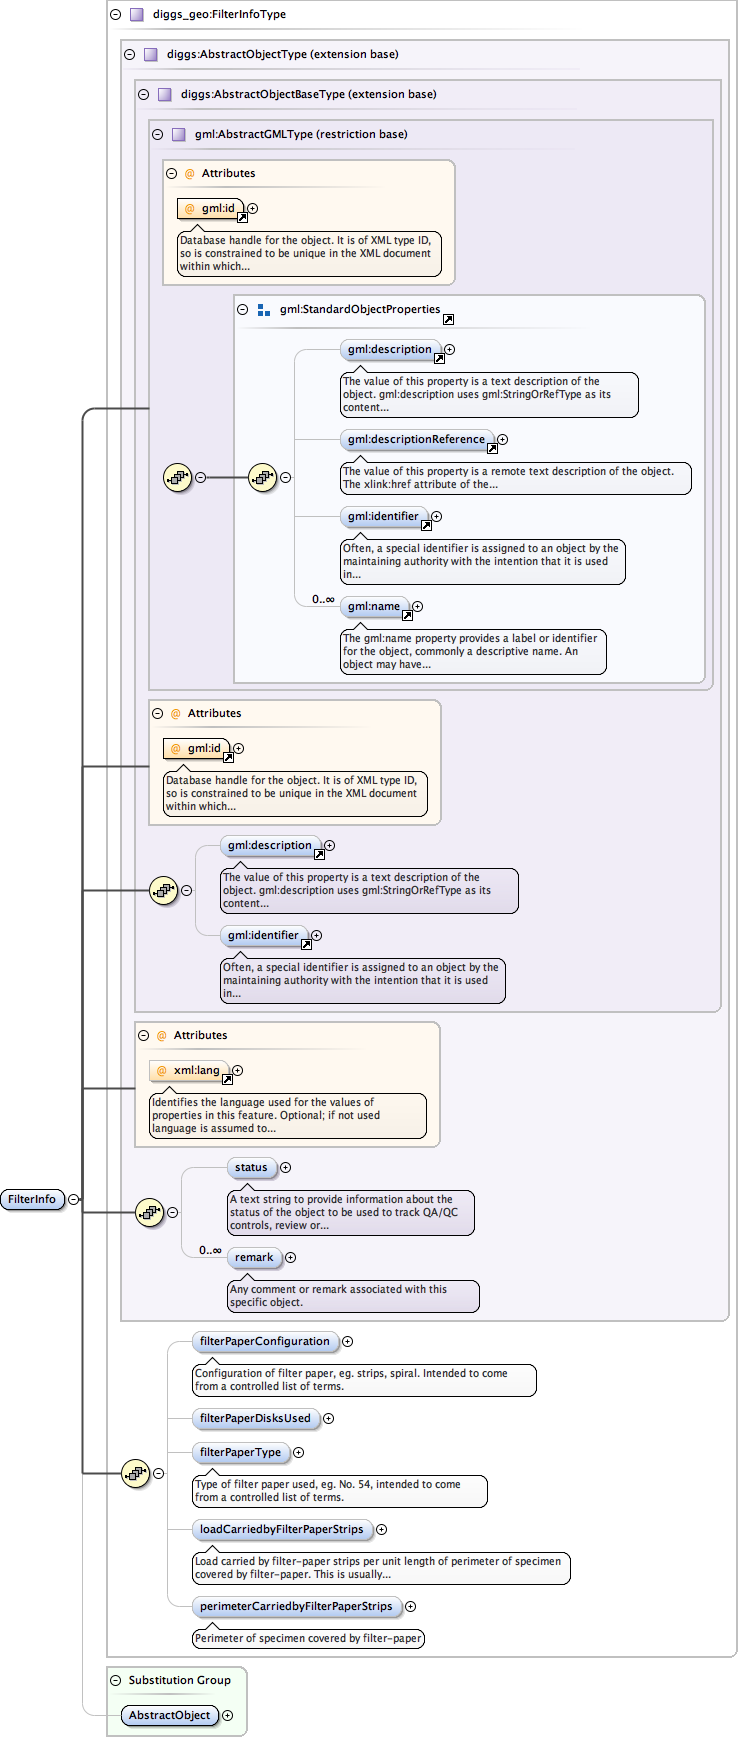 diggs_geo:FilterInfoType
diggs:AbstractObjectType (extension base)
diggs:AbstractObjectBaseType (extension base)
gml:AbstractGMLType (restriction base)
@ Attributes
@ gml:id
Database handle for the object. It is of XML type ID,
so is constrained to be unique in the XML document
within which...
gml:StandardObjectProperties
gml:description
The value of this property is a text description of the
object. gml:description uses gml:StringOrRefType as its
content...
gml:descriptionReference
The value of this property is a remote text description of the object.
The xlink:href attribute of the...
gml:identifier
Often, a special identifier is assigned to an object by the
maintaining authority with the intention that it is used
in...
0..∞
gml:name
The gml:name property provides a label or identifier
for the object, commonly a descriptive name. An
object may have...
@ Attributes
@ gml:id
Database handle for the object. It is of XML type ID,
so is constrained to be unique in the XML document
within which...
gml:description
The value of this property is a text description of the
object. gml:description uses gml:StringOrRefType as its
content...
gml:identifier
Often, a special identifier is assigned to an object by the
maintaining authority with the intention that it is used
in...
@ Attributes
@ xml:lang
Identifies the language used for the values of
properties in this feature. Optional; if not used
language is assumed to...
FilterInfo
status
A text string to provide information about the
status of the object to be used to track QA/QC
controls, review or...
0..∞
remark
Any comment or remark associated with this
specific object.
filterPaperConfiguration
Configuration of filter paper, eg. strips, spiral. Intended to come
from a controlled list of terms.
filterPaperDisksUsed
filterPaperType
Type of filter paper used, eg. No. 54, intended to come
from a controlled list of terms.
loadCarriedbyFilterPaperStrips
Load carried by filter-paper strips per unit length of perimeter of specimen
covered by filter-paper. This is usually...
perimeterCarriedbyFilterPaperStrips
Perimeter of specimen covered by filter-paper
Substitution Group
AbstractObject